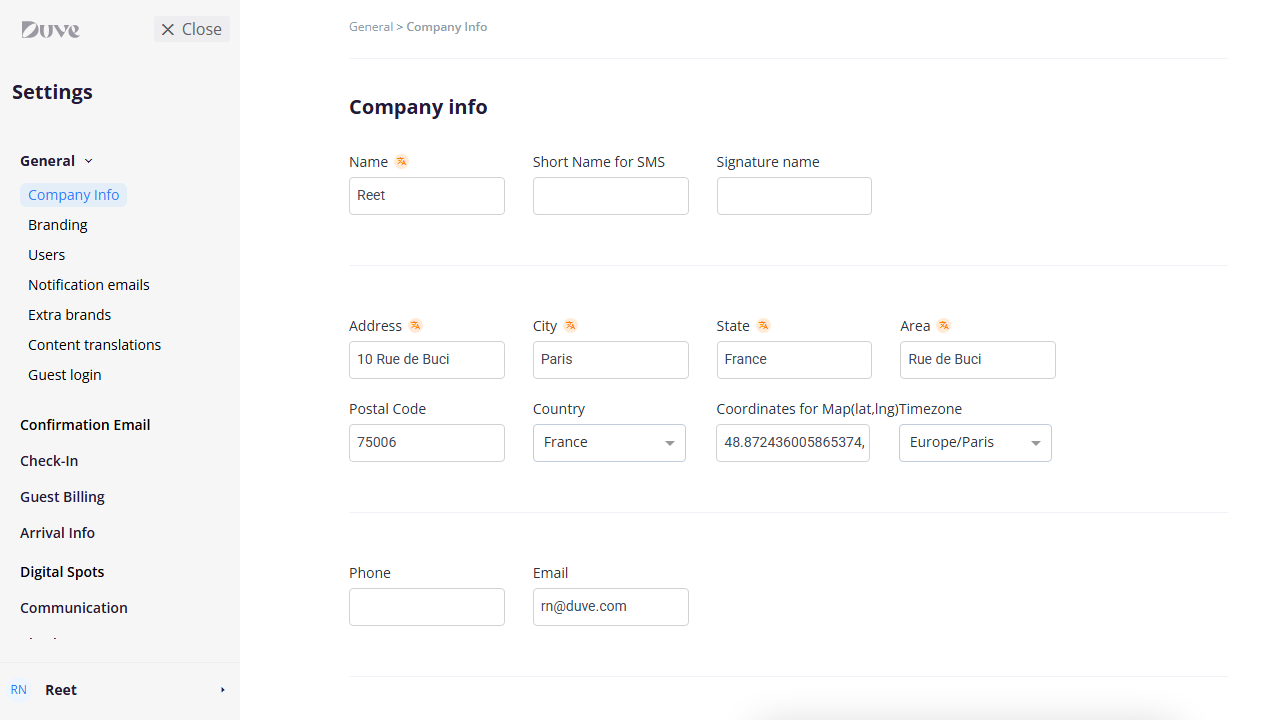 Duve
Close
Settings
General
Company Info
Branding
Users
Notification emails
Extra brands
Content translations
Guest login
Confirmation Email
Check-In
Guest Billing
Arrival Info
Digital Spots
Communication
RN Reet
General > Company Info
Company info
Name Short Name for SMS Signature name
Reet
Address City State Area
10 Rue de Buci Paris France Rue de Buci
Postal Code Country Coordinates for Map(lat,lng) Timezone
75006 France 48.872436005865374, Europe/Paris
Phone Email
rn@duve.com